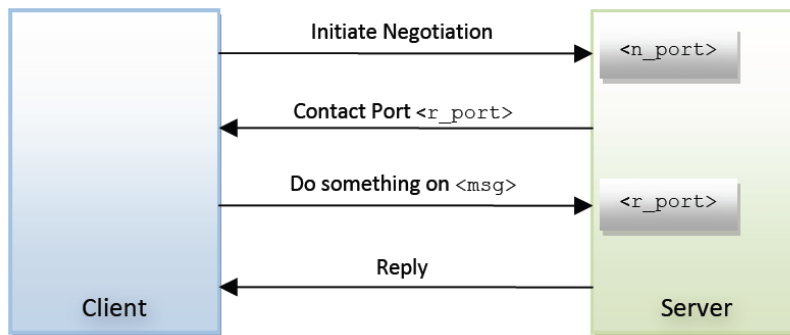 Initiate Negotiation
<n_port>
Contact Port <r_port>
Do something on <msg>
<r_port>
Reply
Client
Server